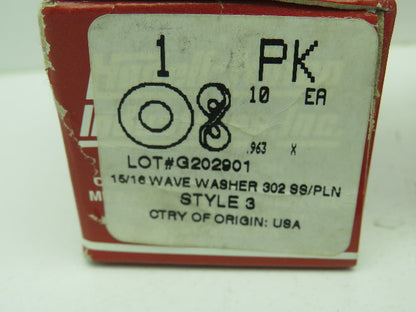 1 PK
10 EA
.963 X
LOT#G202901
15/16 WAVE WASHER 302 SS/PLN
STYLE 3
CTRY OF ORIGIN: USA